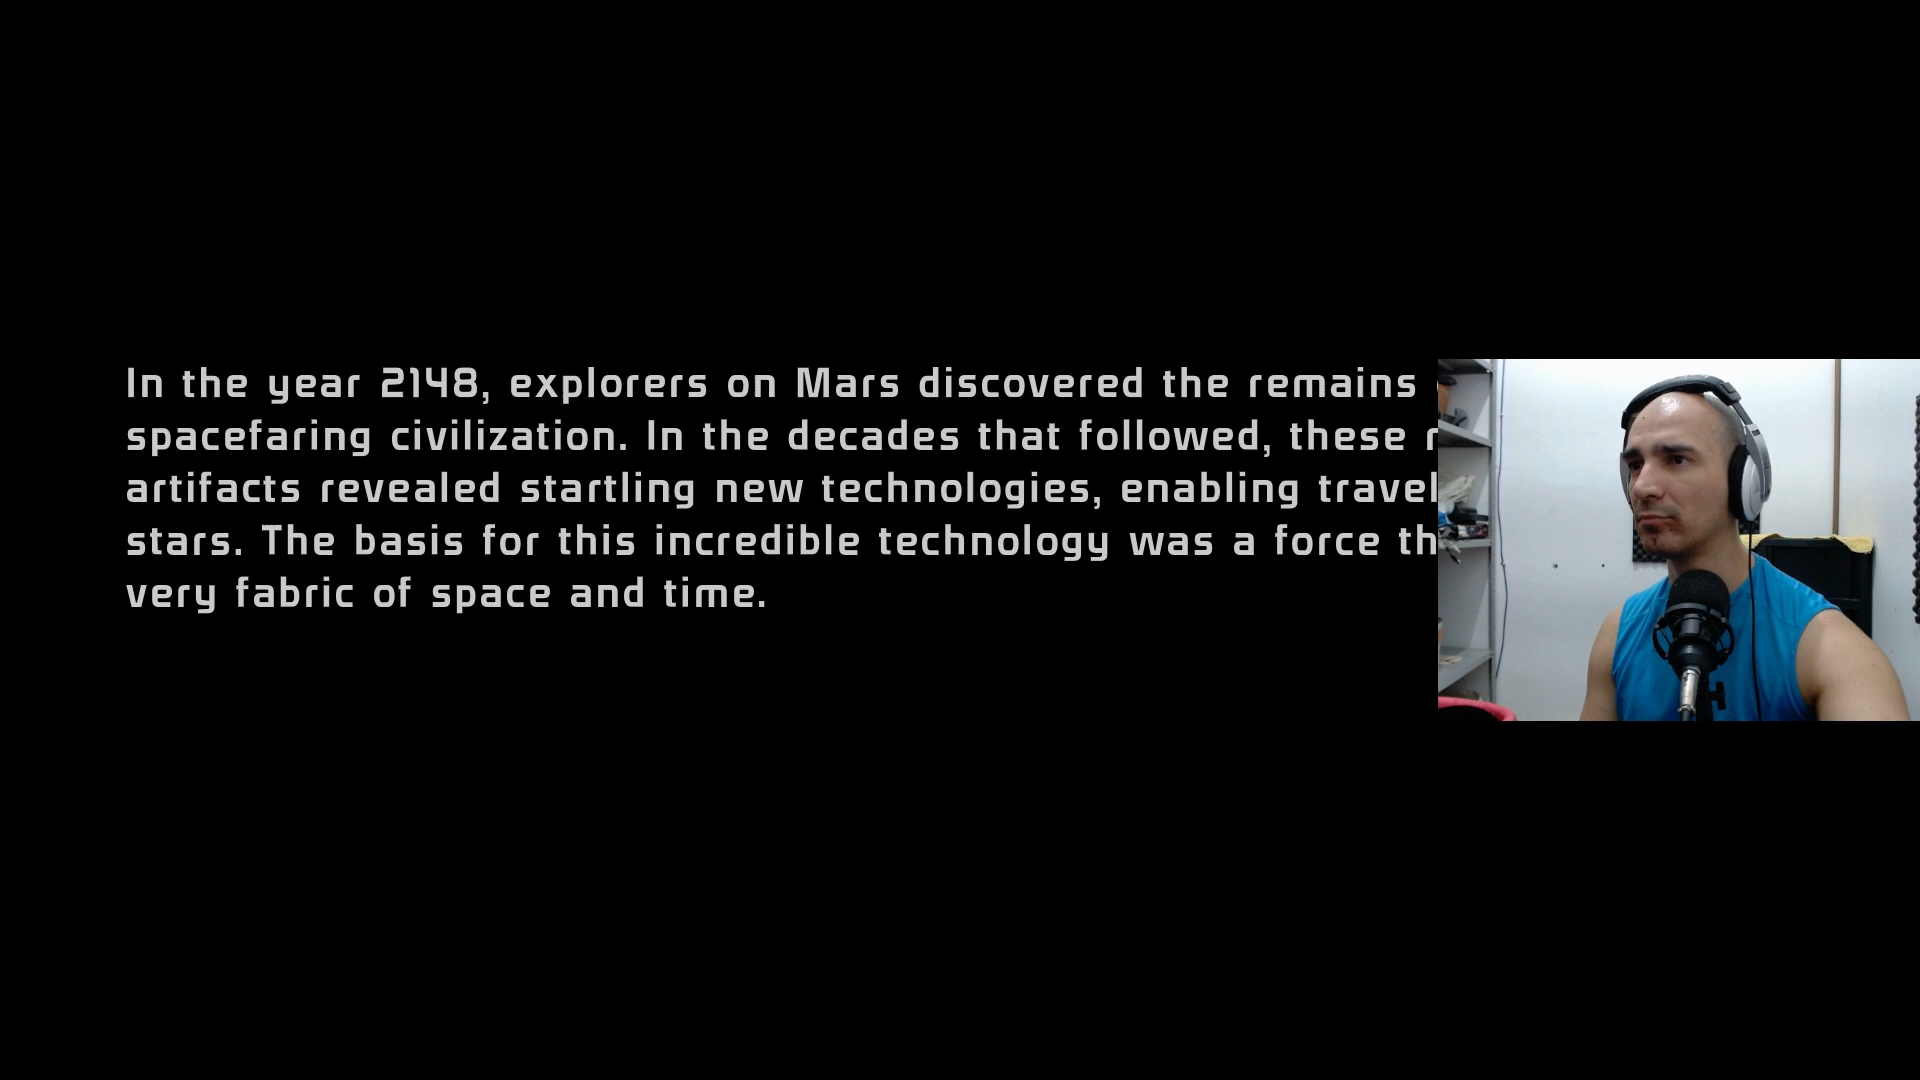 In the year 2148, explorers on Mars discovered the remains
spacefaring civilization. In the decades that followed, these
artifacts revealed startling new technologies, enabling travel
stars. The basis for this incredible technology was a force
very fabric of space and time.